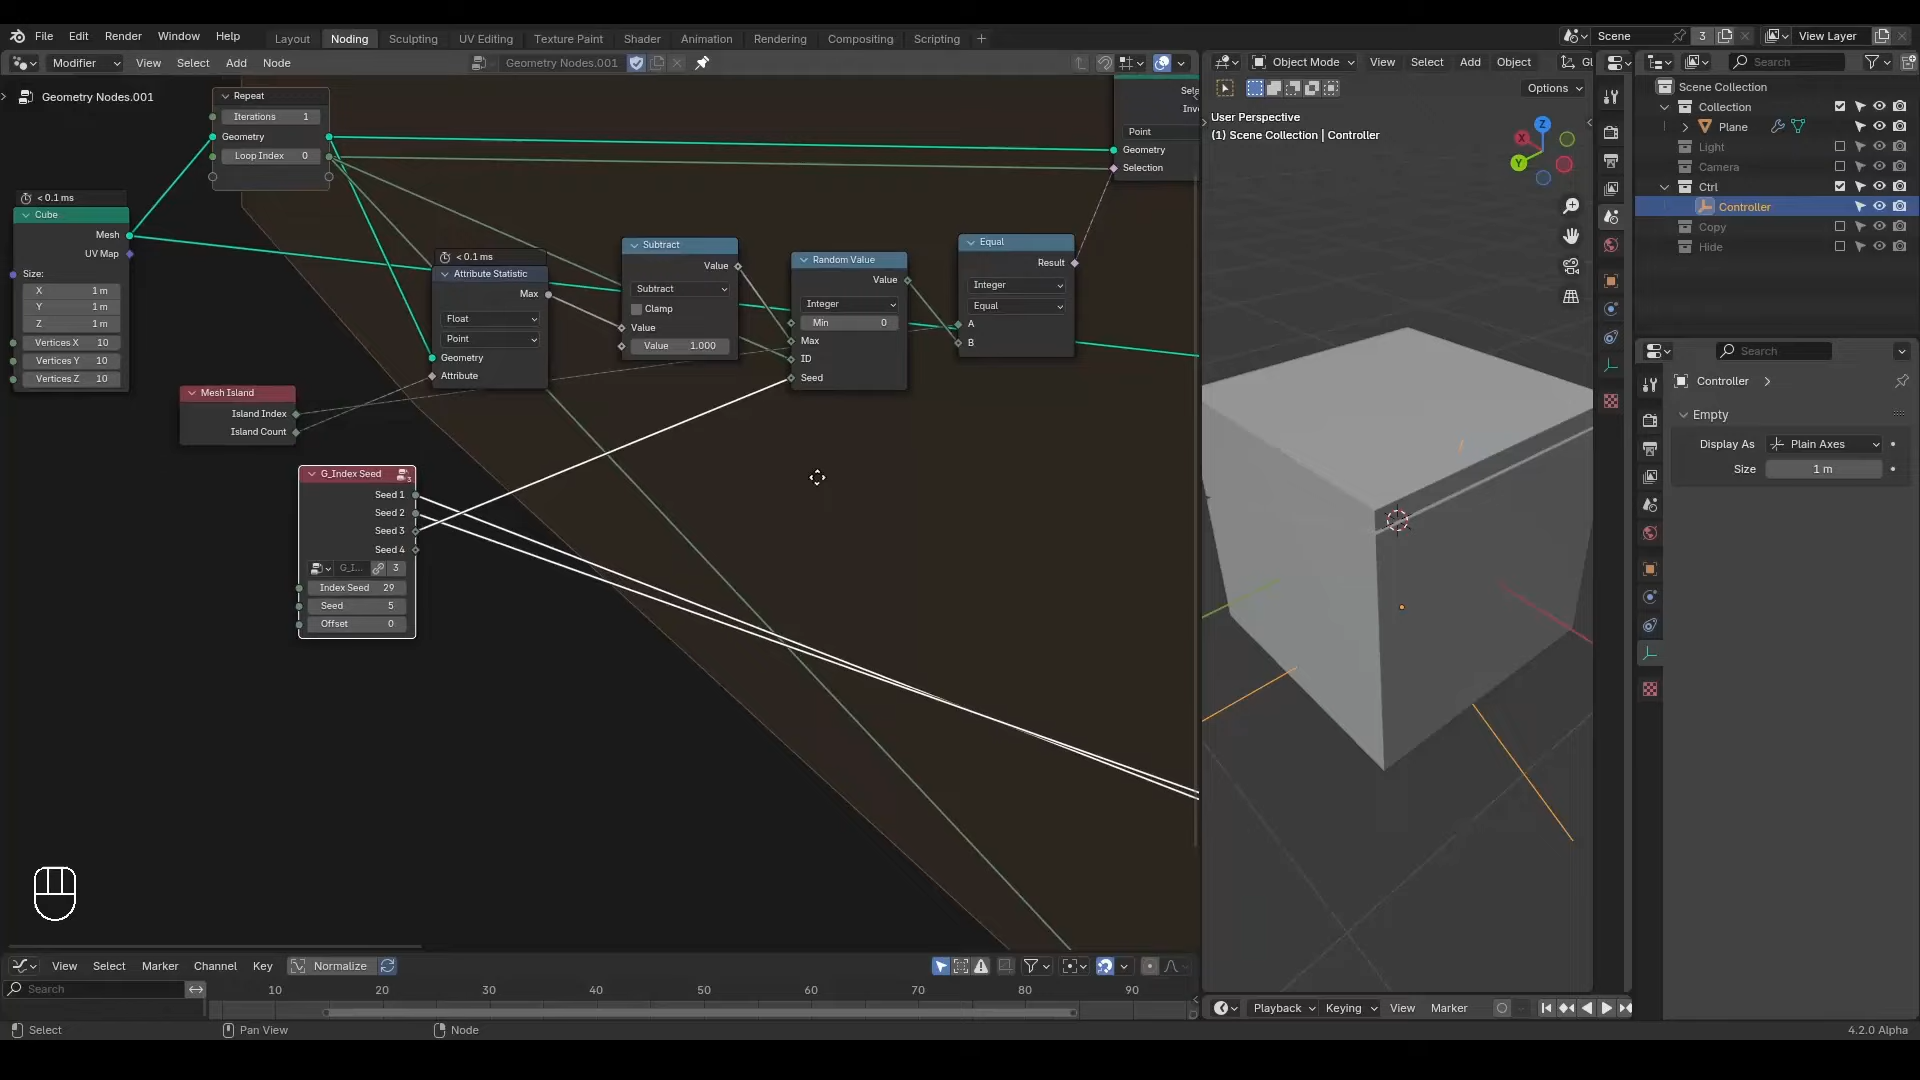 File Edit Render Window Help Layout Noding Sculpting UV Editing Texture Paint Shader Animation Rendering Compositing Scripting + Scene 3 View Layer
Modifier View Select Add Node Geometry Nodes.001
Object Mode View Select Add Object
Search
Geometry Nodes.001
Options
User Perspective
(1) Scene Collection | Controller
X
Y
Z
Scene Collection
Collection
Plane
Light
Camera
Ctrl
Controller
Copy
Hide
Search
Controller
Empty
Display As Plain Axes
Size 1 m
Repeat
Iterations 1
Geometry
Loop Index 0
< 0.1 ms
Cube
Mesh
UV Map
Size:
X 1 m
Y 1 m
Z 1 m
Vertices X 10
Vertices Y 10
Vertices Z 10
Mesh Island
Island Index
Island Count
G_Index Seed
3
Seed 1
Seed 2
Seed 3
Seed 4
G_I... 3
Index Seed 29
Seed 5
Offset 0
< 0.1 ms
Attribute Statistic
Max
Float
Point
Geometry
Attribute
Subtract
Value
Subtract
Clamp
Value
Value 1.000
Random Value
Value
Integer
Min 0
Max
ID
Seed
Equal
Result
Integer
Equal
A
B
Point
Geometry
Selection
View Select Marker Channel Key Normalize
Search
10 20 30 40 50 60 70 80 90
Playback Keying View Marker
Select Pan View Node
4.2.0 Alpha